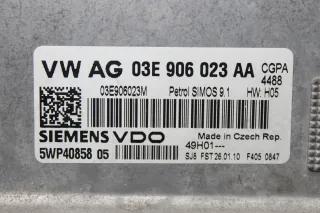 VW AG 03E 906 023 AA CGPA
4488
03E906023M Petrol SIMOS 9.1 HW: H05
SIEMENS VDO Made in Czech Rep.
49H01---
5WP40858 05 SJ8 FST 26.01.10 F405 0847